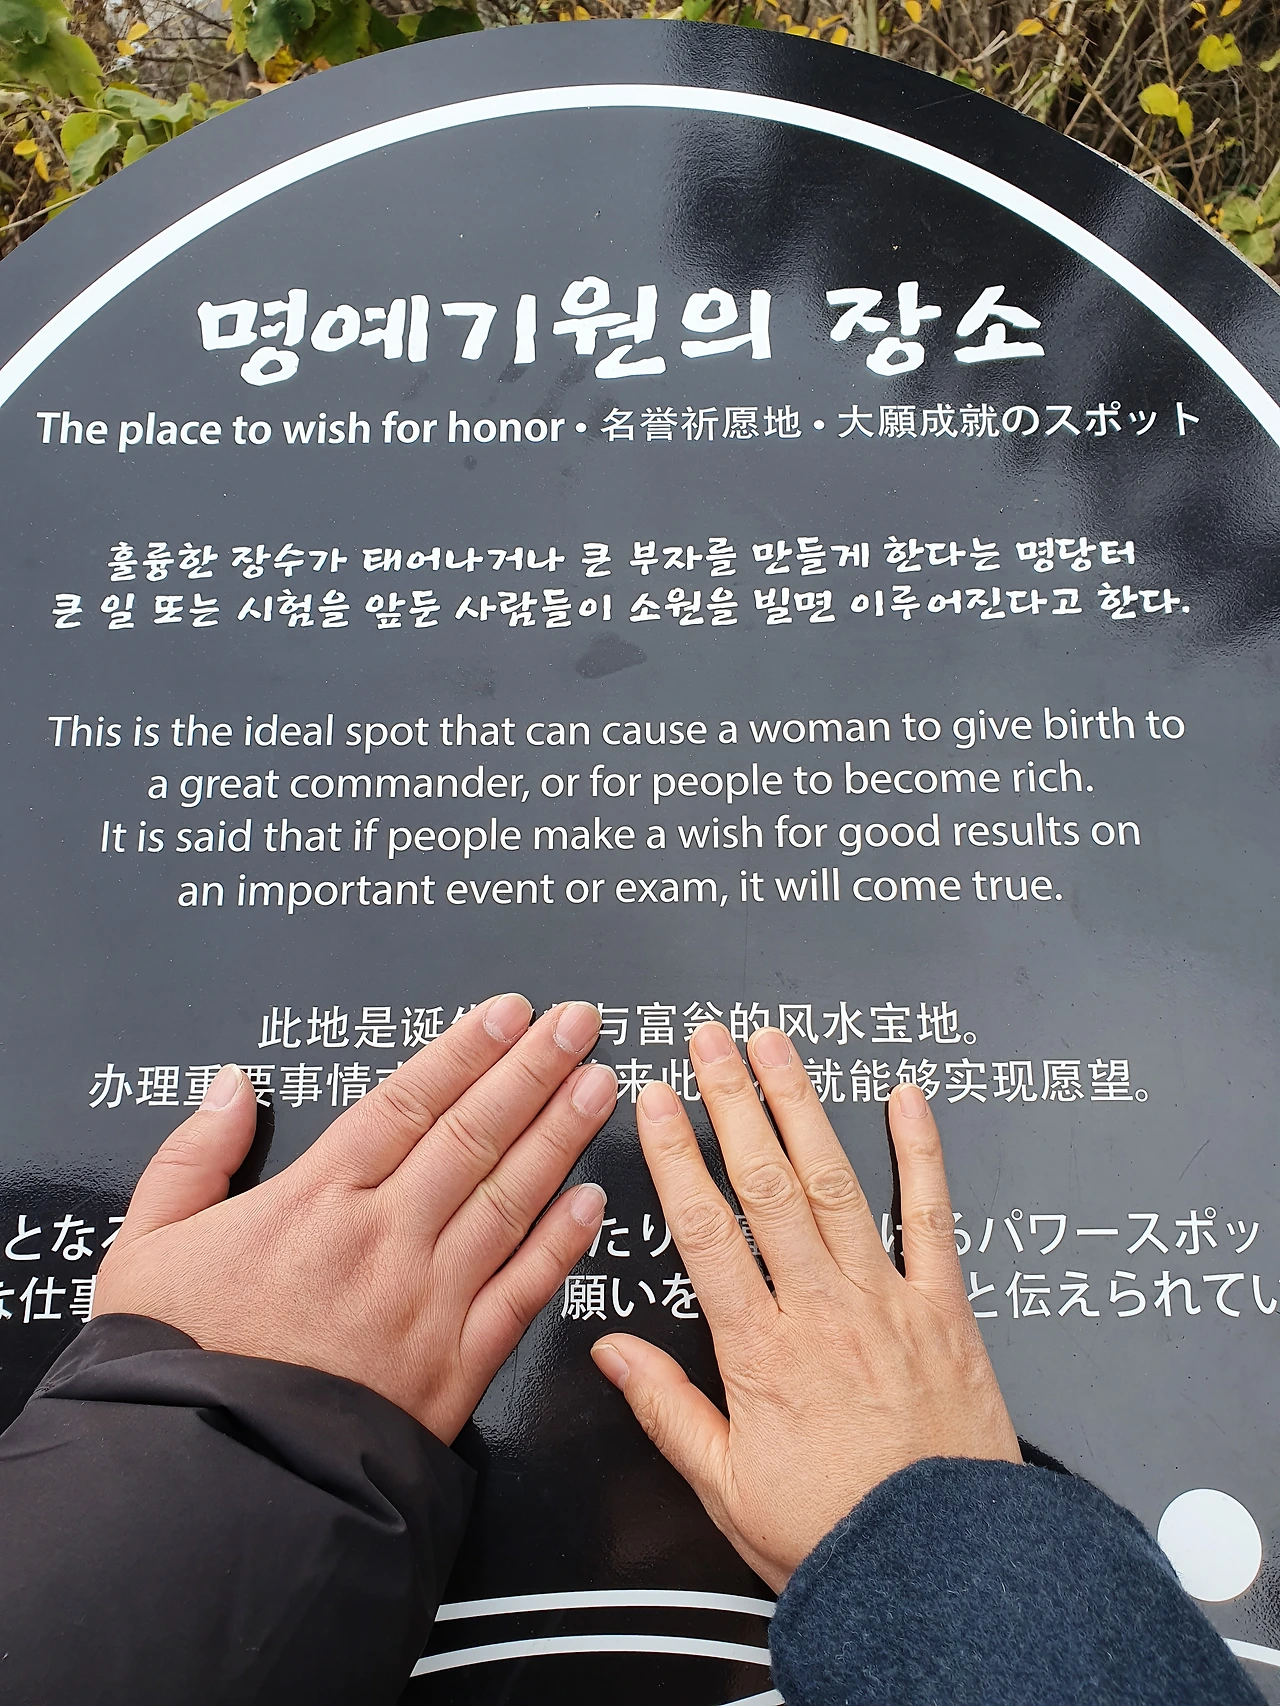 명예기원의 장소
The place to wish for honor • 名誉祈愿地 • 大願成就のスポット
훌륭한 장수가 태어나거나 큰 부자를 만들게 한다는 명당터
큰 일 또는 시험을 앞둔 사람들이 소원을 빌면 이루어진다고 한다.
This is the ideal spot that can cause a woman to give birth to
a great commander, or for people to become rich.
It is said that if people make a wish for good results on
an important event or exam, it will come true.
此地是诞 与富翁的风水宝地。
办理重要事情 来此 就能够实现愿望。
とな たり るパワースポッ
仕事 願いを と伝えられてい